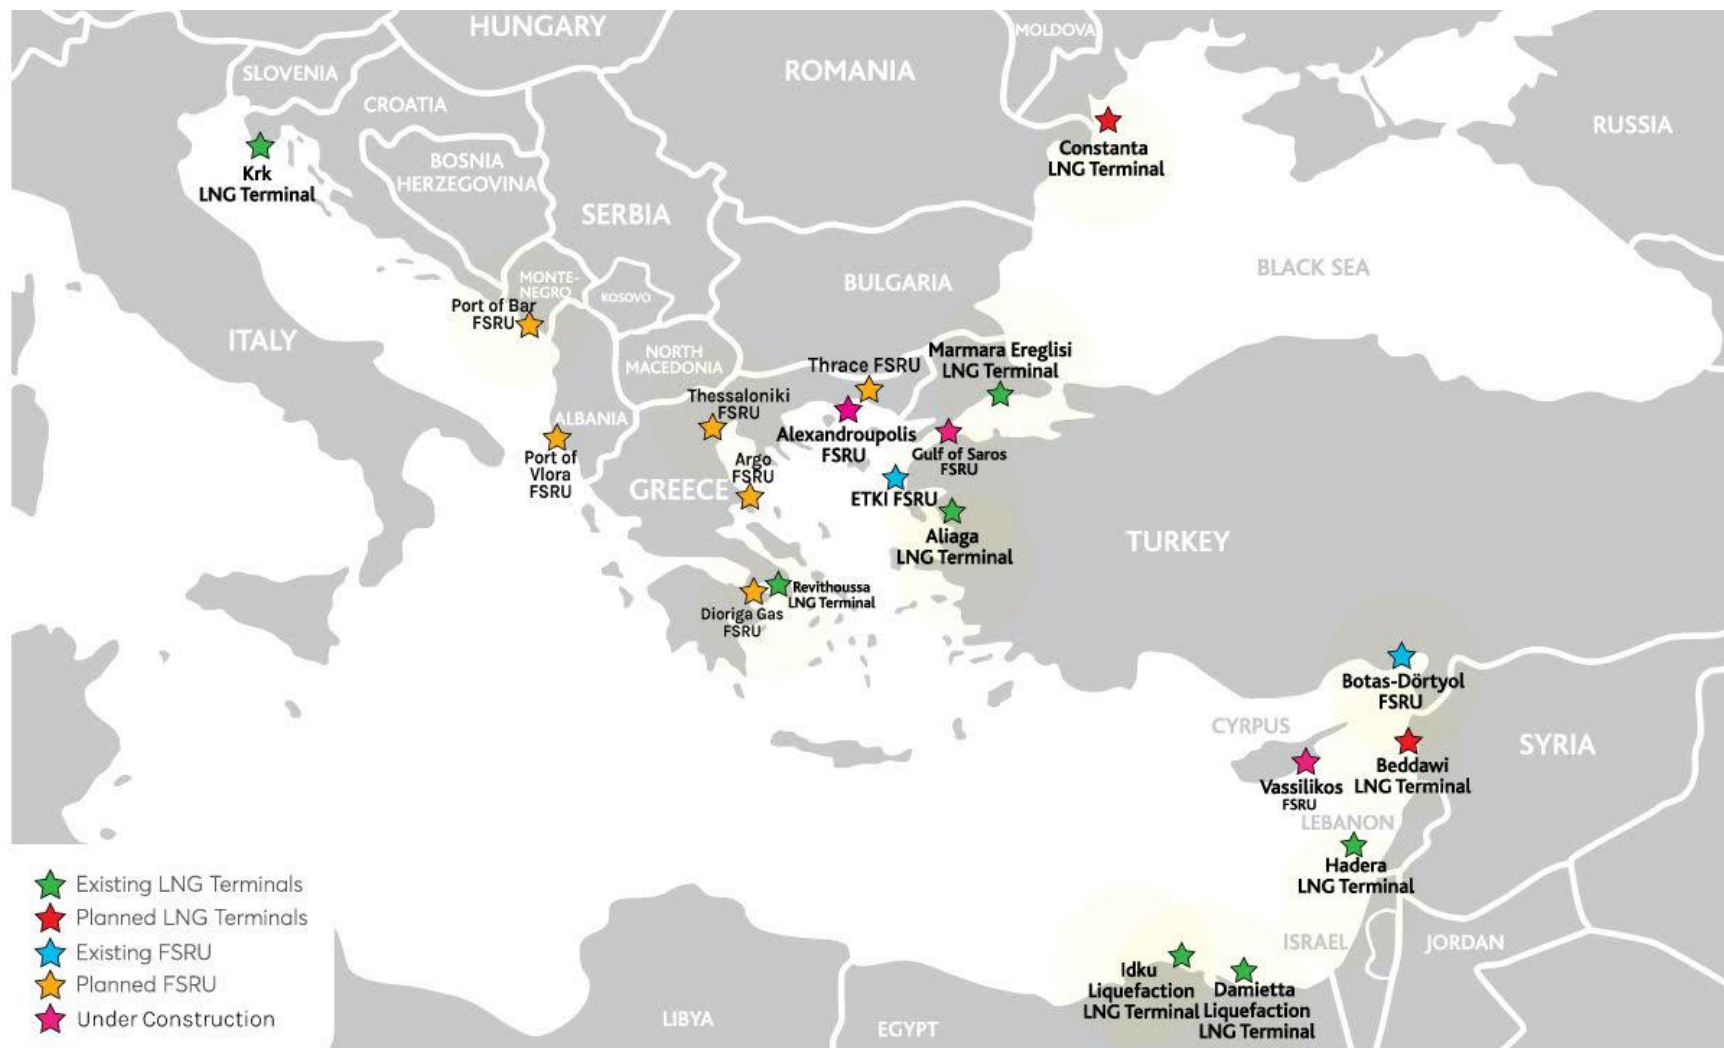 HUNGARY
MOLDOVA
SLOVENIA
ROMANIA
CROATIA
RUSSIA
Krk
LNG Terminal
BOSNIA
HERZEGOVINA
Constanta
LNG Terminal
SERBIA
BLACK SEA
MONTE-
NEGRO
KOSOVO
BULGARIA
Port of Bar
FSRU
ITALY
NORTH
MACEDONIA
Thrace FSRU
Marmara Ereglisi
LNG Terminal
Thessaloniki
FSRU
ALBANIA
Alexandroupolis
FSRU
Gulf of Saros
FSRU
Port of
Vlora
FSRU
Argo
FSRU
GREECE
ETKI FSRU
Aliaga
LNG Terminal
TURKEY
Revithoussa
LNG Terminal
Dioriga Gas
FSRU
Botas-Dörtyol
FSRU
CYRPUS
SYRIA
Vassilikos
FSRU
Beddawi
LNG Terminal
LEBANON
Hadera
LNG Terminal
ISRAEL
JORDAN
Idku
Liquefaction
LNG Terminal
Damietta
Liquefaction
LNG Terminal
LIBYA
EGYPT
Existing LNG Terminals
Planned LNG Terminals
Existing FSRU
Planned FSRU
Under Construction